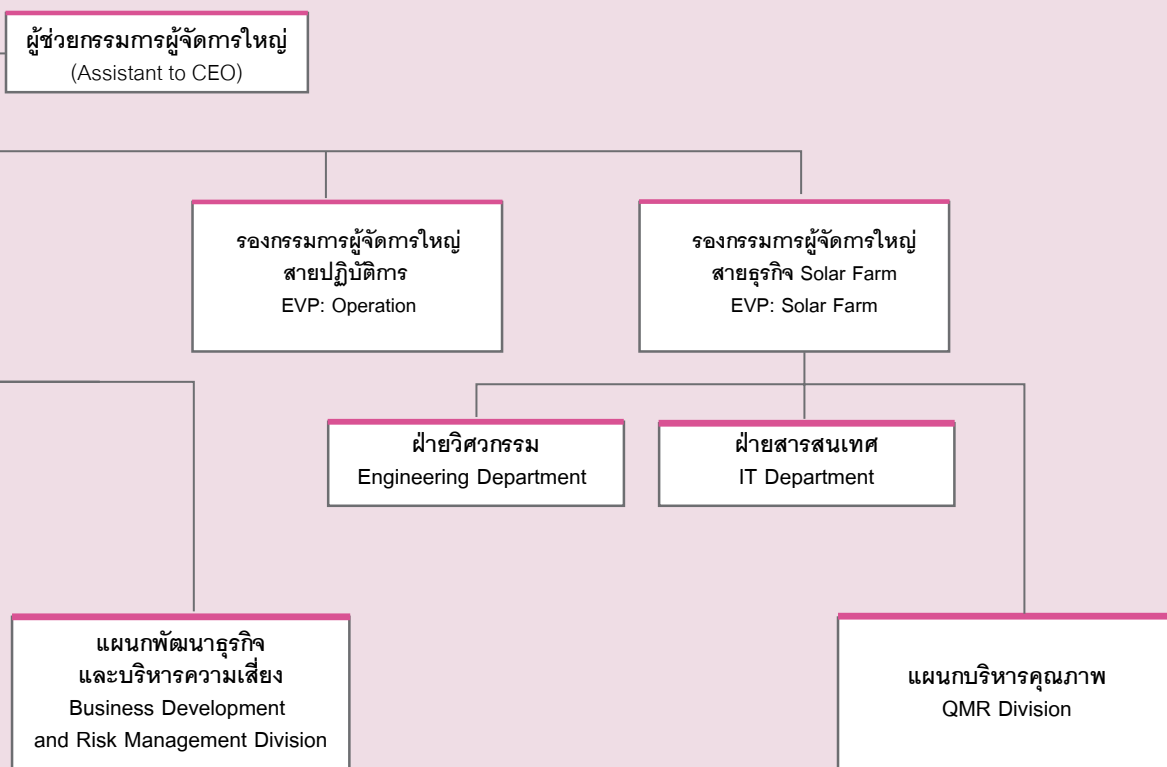 ผู้ช่วยกรรมการผู้จัดการใหญ่
(Assistant to CEO)
รองกรรมการผู้จัดการใหญ่
สายปฏิบัติการ
EVP: Operation
รองกรรมการผู้จัดการใหญ่
สายธุรกิจ Solar Farm
EVP: Solar Farm
ฝ่ายวิศวกรรม
Engineering Department
ฝ่ายสารสนเทศ
IT Department
แผนกพัฒนาธุรกิจ
และบริหารความเสี่ยง
Business Development
and Risk Management Division
แผนกบริหารคุณภาพ
QMR Division